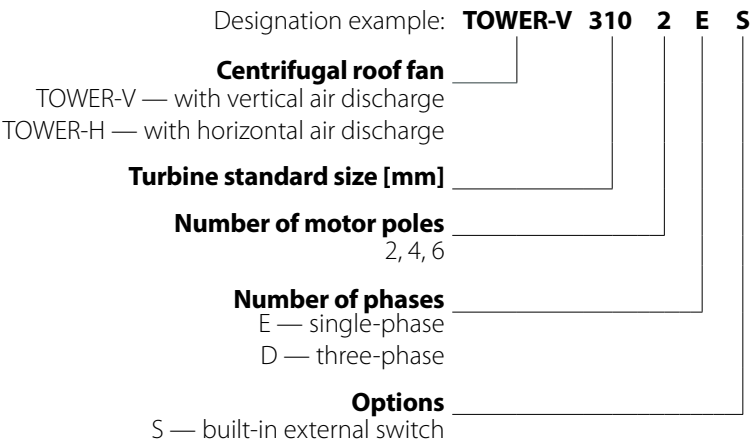 Designation example: TOWER-V 310 2 E S
Centrifugal roof fan
TOWER-V — with vertical air discharge
TOWER-H — with horizontal air discharge
Turbine standard size [mm]
Number of motor poles
2, 4, 6
Number of phases
E — single-phase
D — three-phase
Options
S — built-in external switch